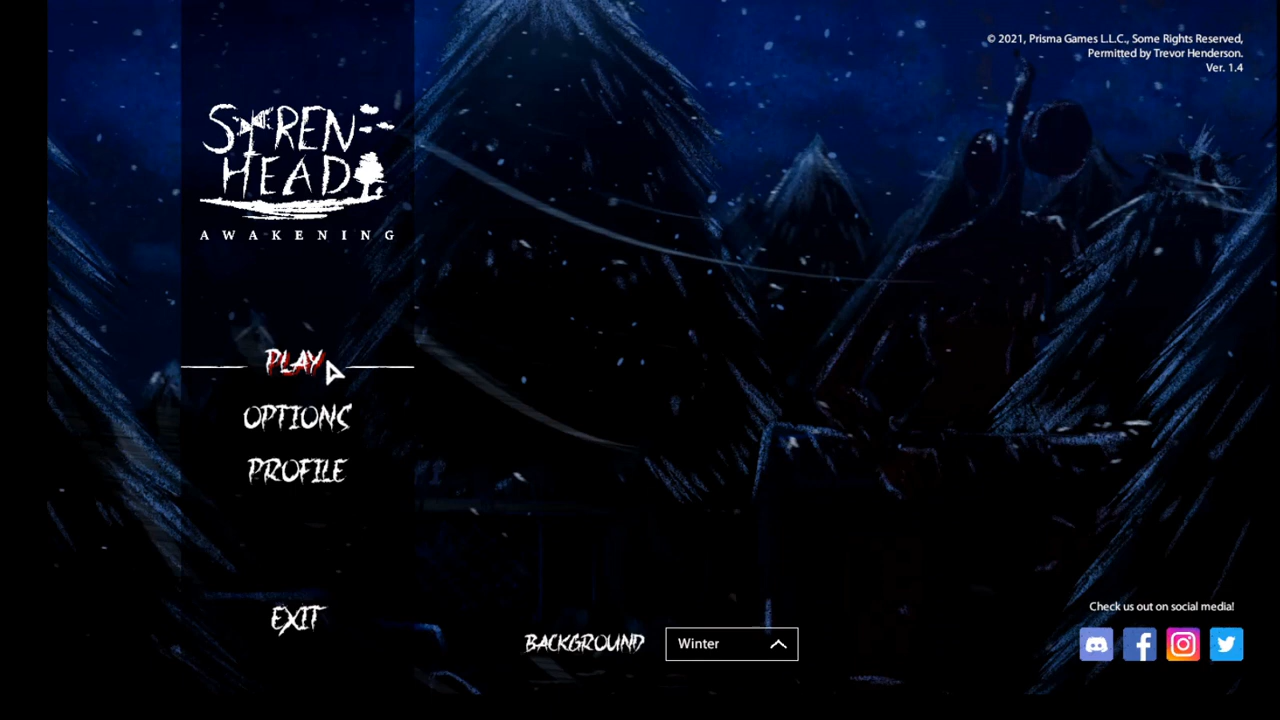 © 2021, Prisma Games L.L.C., Some Rights Reserved,
Permitted by Trevor Henderson.
Ver. 1.4
SYREN
HEAD
AWAKENING
PLAY
OPTIONS
PROFILE
EXIT
BACKGROUND
Winter
Check us out on social media!